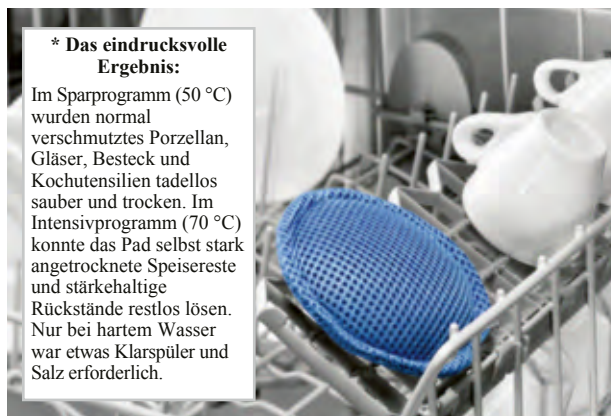 * Das eindrucksvolle
Ergebnis:
Im Sparprogramm (50 °C)
wurden normal
verschmutztes Porzellan,
Gläser, Besteck und
Kochutensilien tadellos
sauber und trocken. Im
Intensivprogramm (70 °C)
konnte das Pad selbst stark
angetrocknete Speisereste
und stärkehaltige
Rückstände restlos lösen.
Nur bei hartem Wasser
war etwas Klarspüler und
Salz erforderlich.